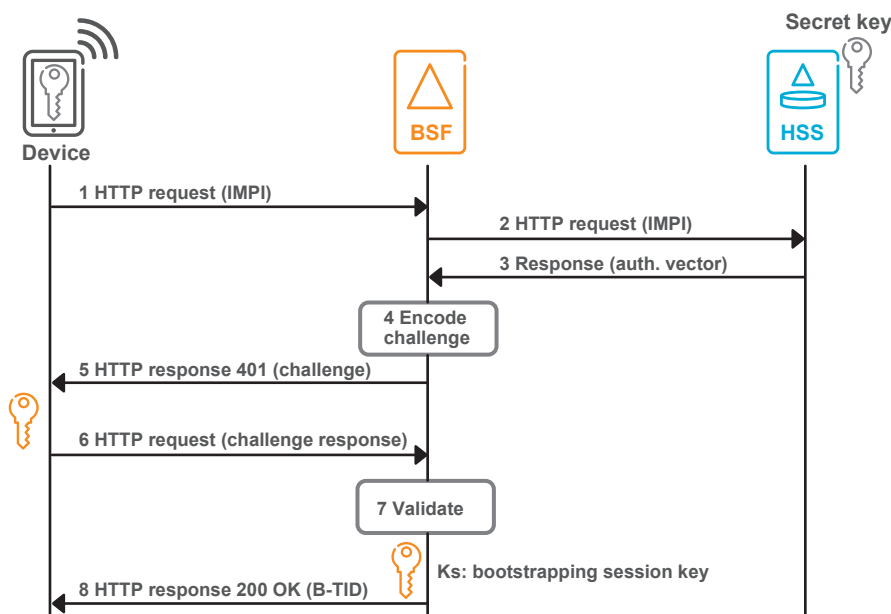 Secret key
BSF
HSS
Device
1 HTTP request (IMPI)
2 HTTP request (IMPI)
3 Response (auth. vector)
4 Encode
challenge
5 HTTP response 401 (challenge)
6 HTTP request (challenge response)
7 Validate
Ks: bootstrapping session key
8 HTTP response 200 OK (B-TID)